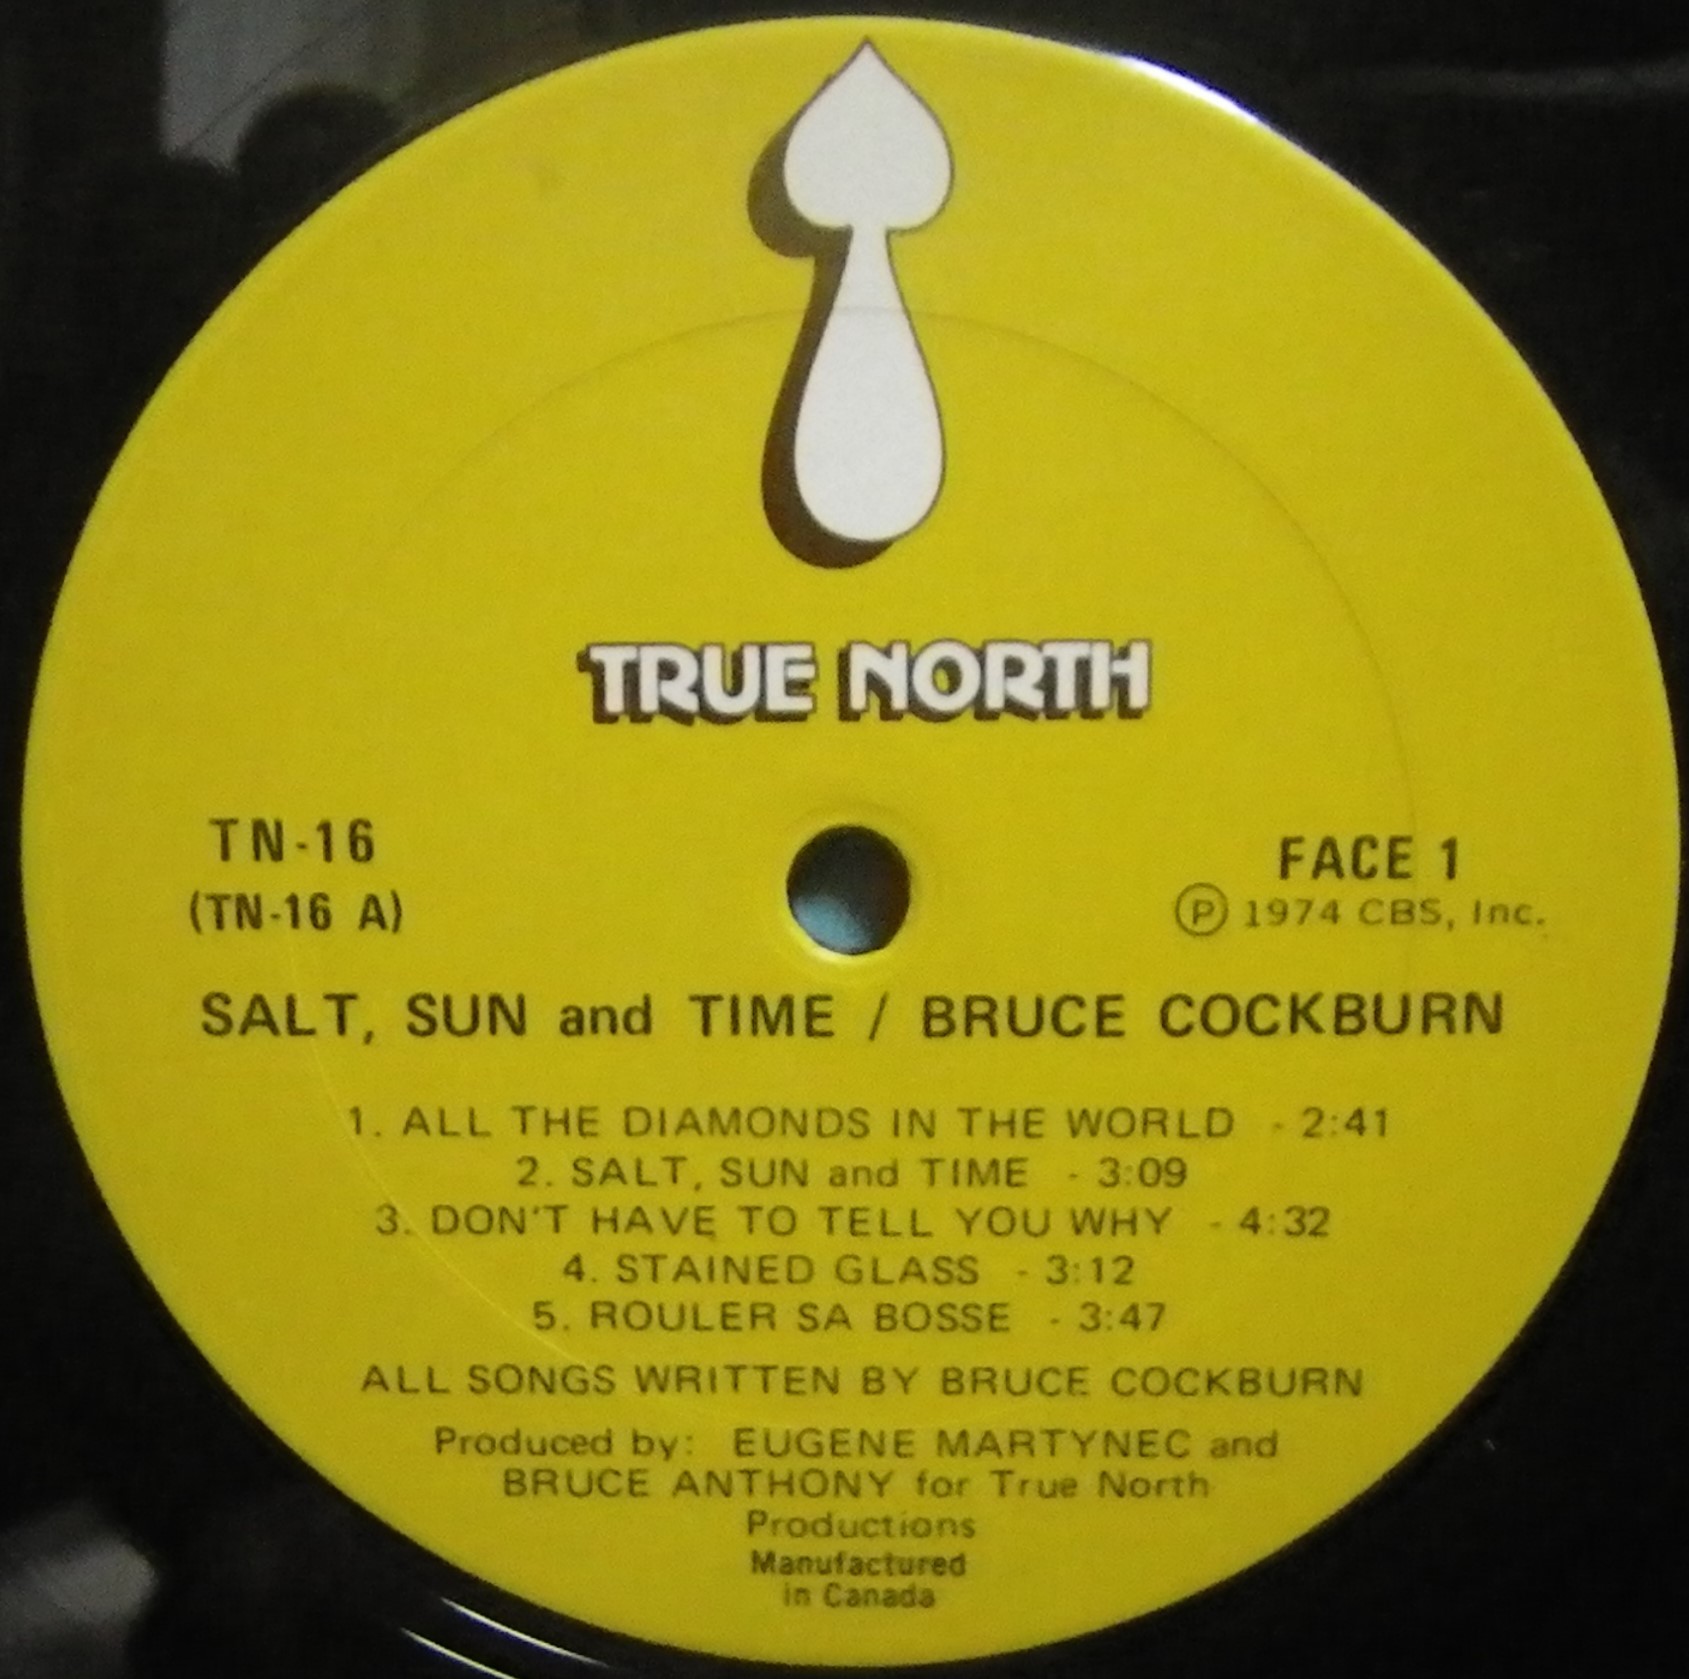 TRUE NORTH
TN-16
(TN-16 A)
FACE 1
Ⓟ 1974 CBS, Inc.
SALT, SUN and TIME / BRUCE COCKBURN
1. ALL THE DIAMONDS IN THE WORLD - 2:41
2. SALT, SUN and TIME - 3:09
3. DON'T HAVE TO TELL YOU WHY - 4:32
4. STAINED GLASS - 3:12
5. ROULER SA BOSSE - 3:47
ALL SONGS WRITTEN BY BRUCE COCKBURN
Produced by: EUGENE MARTYNEC and
BRUCE ANTHONY for True North
Productions
Manufactured
in Canada